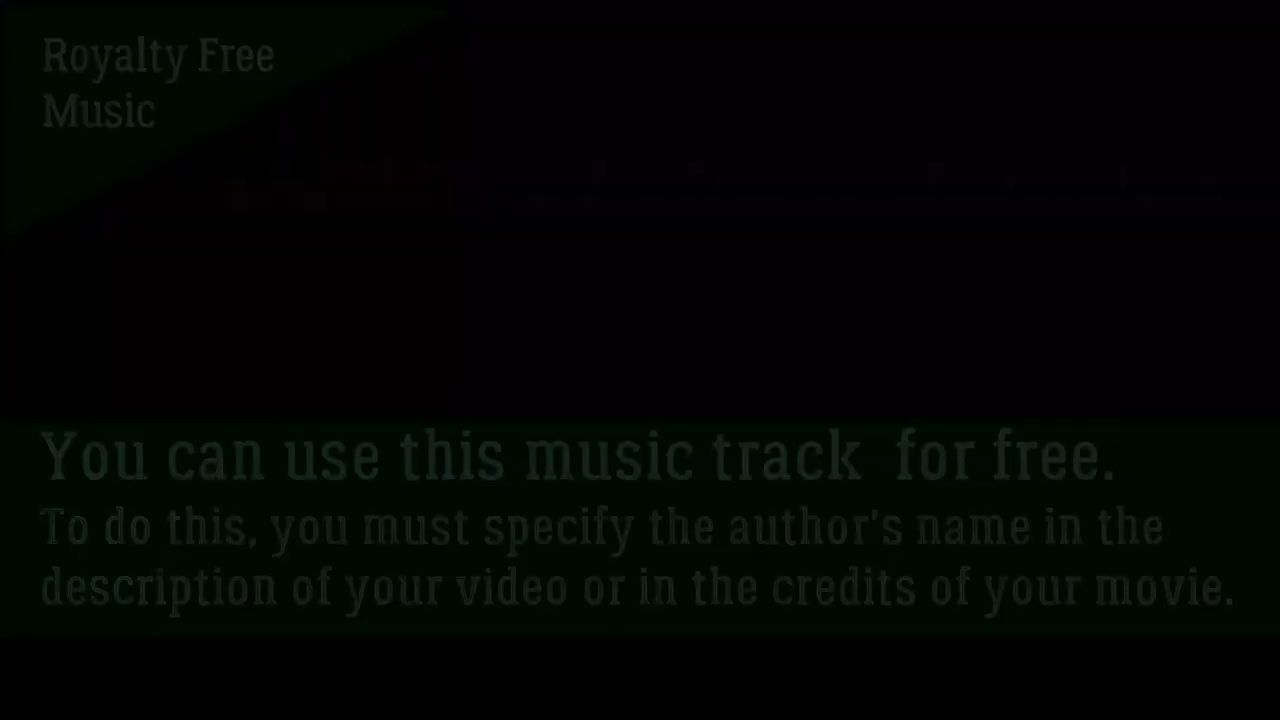 Royalty Free
Music
You can use this music track for free.
To do this, you must specify the author's name in the
description of your video or in the credits of your movie.